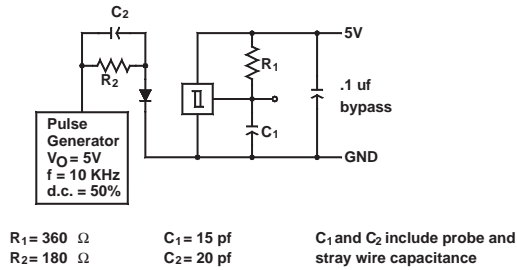 C2
R2
Pulse
Generator
VO = 5V
f = 10 KHz
d.c. = 50%
5V
R1
.1 uf
bypass
C1
GND
R1 = 360 Ω
R2 = 180 Ω
C1 = 15 pf
C2 = 20 pf
C1 and C2 include probe and
stray wire capacitance